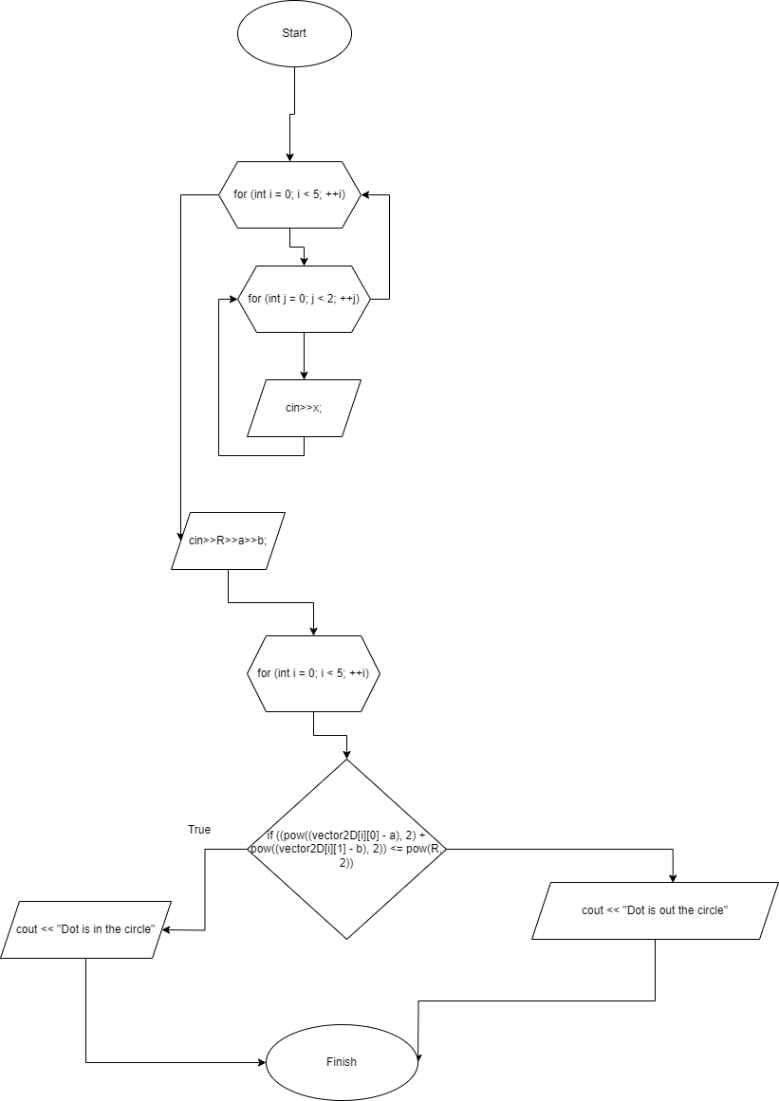 Start
for (int i = 0; i < 5; ++i)
for (int j = 0; j < 2; ++j)
cin>>x;
cin>>R>>a>>b;
for (int i = 0; i < 5; ++i)
True
if ((pow((vector2D[i][0] - a), 2) +
pow((vector2D[i][1] - b), 2)) <= pow(R,
2))
cout << "Dot is in the circle"
cout << "Dot is out the circle"
Finish